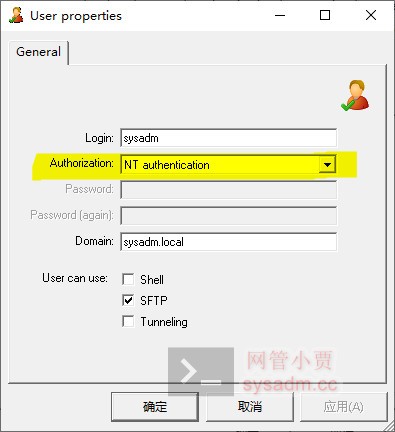 User properties
General
Login: sysadm
Authorization: NT authentication
Password:
Password (again):
Domain: sysadm.local
User can use: Shell
SFTP
Tunneling
>_ 网管小贾
sysadm.cc
确定 取消 应用(A)